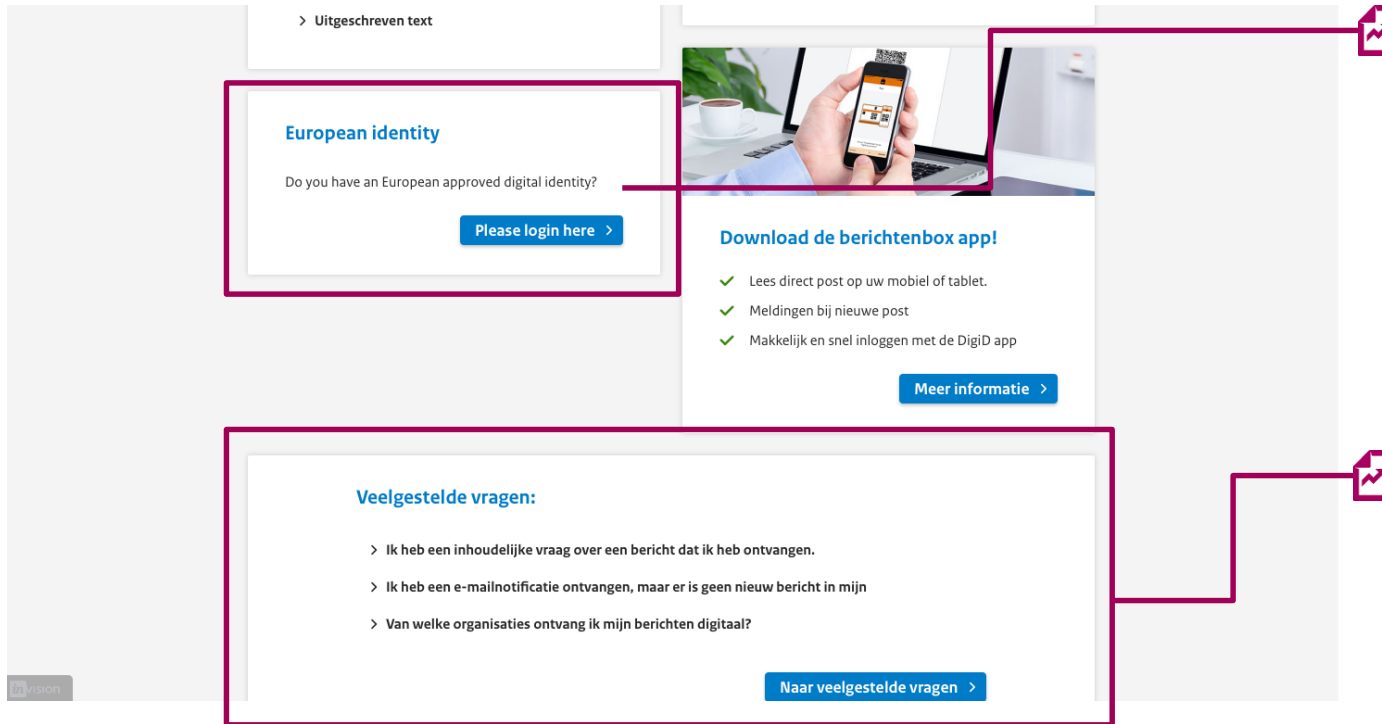 Uitgeschreven text
European identity
Do you have an European approved digital identity?
Please login here
Download de berichtenbox app!
Lees direct post op uw mobiel of tablet.
Meldingen bij nieuwe post
Makkelijk en snel inloggen met de DigiD app
Meer informatie
Veelgestelde vragen:
Ik heb een inhoudelijke vraag over een bericht dat ik heb ontvangen.
Ik heb een e-mailnotificatie ontvangen, maar er is geen nieuw bericht in mijn
Van welke organisaties ontvang ik mijn berichten digitaal?
Naar veelgestelde vragen
invision